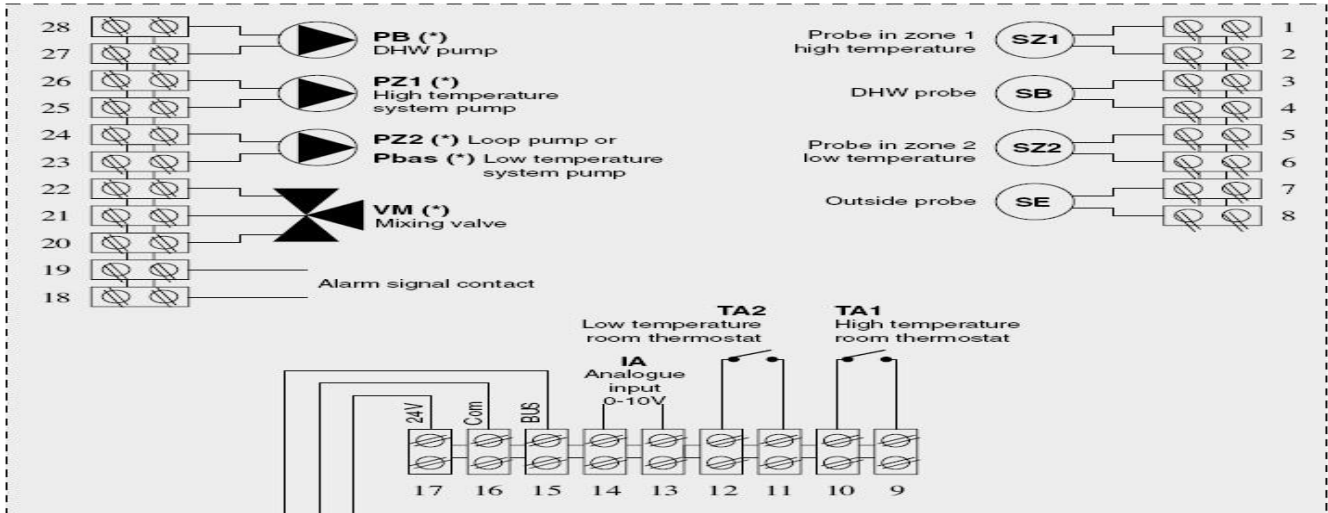 28
27
26
25
24
23
22
21
20
19
18
PB (*)
DHW pump
PZ1 (*)
High temperature
system pump
PZ2 (*) Loop pump or
Pbas (*) Low temperature
system pump
VM (*)
Mixing valve
Alarm signal contact
Probe in zone 1
high temperature
SZ1
DHW probe
SB
Probe in zone 2
low temperature
SZ2
Outside probe
SE
1
2
3
4
5
6
7
8
TA2
Low temperature
room thermostat
TA1
High temperature
room thermostat
IA
Analogue
input
0-10V
24V
Com
BUS
17 16 15 14 13 12 11 10 9